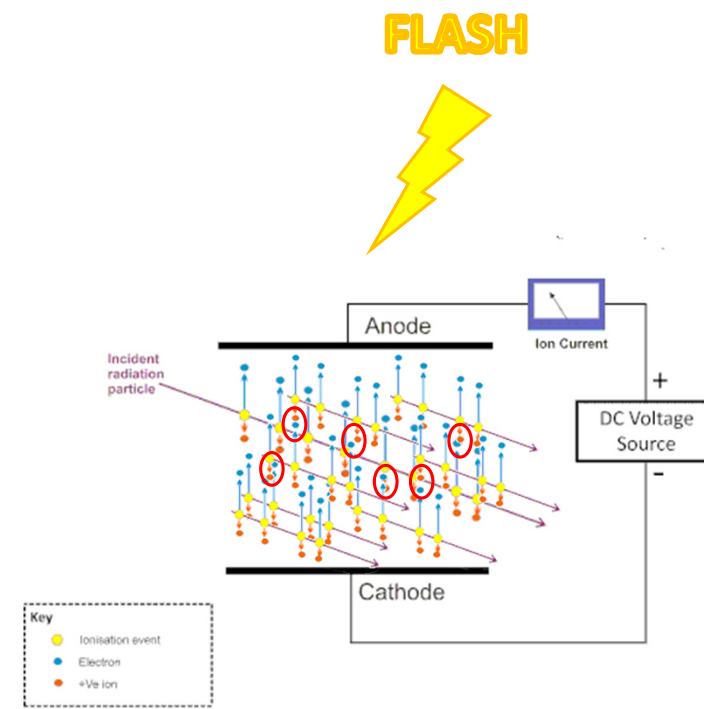 FLASH
Anode
Ion Current
Incident
radiation
particle
+
DC Voltage
Source
-
Cathode
Key
Ionisation event
Electron
+Ve ion